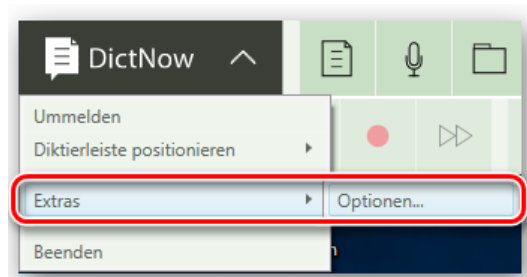 DictNow
Ummelden
Diktierleiste positionieren
Extras
Optionen...
Beenden